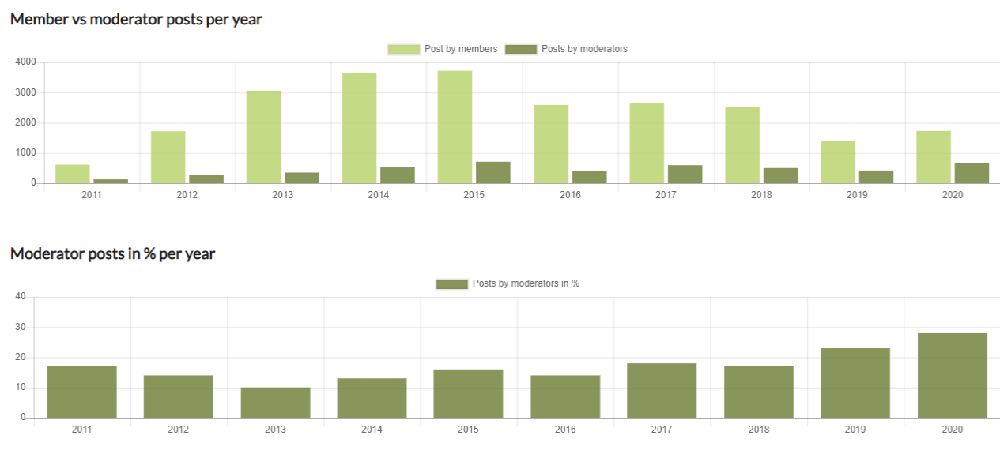 Member vs moderator posts per year
Post by members Posts by moderators
4000
3000
2000
1000
0
2011 2012 2013 2014 2015 2016 2017 2018 2019 2020
Moderator posts in % per year
Posts by moderators in %
40
30
20
10
0
2011 2012 2013 2014 2015 2016 2017 2018 2019 2020